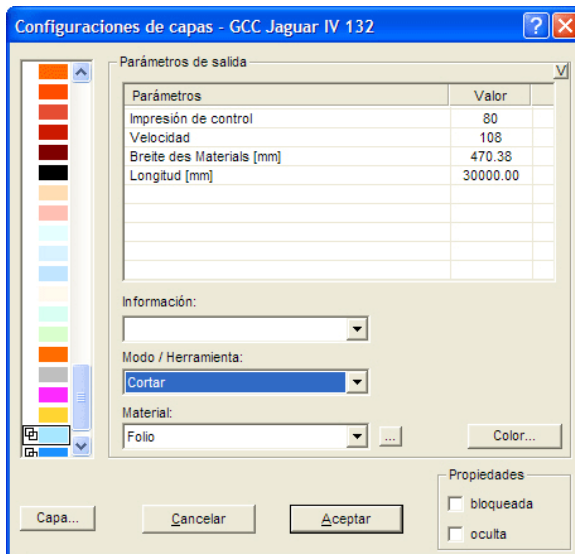 Configuraciones de capas - GCC Jaguar IV 132
Parámetros de salida
V
Parámetros Valor
Impresión de control 80
Velocidad 108
Breite des Materials [mm] 470.38
Longitud [mm] 30000.00
Información:
Modo / Herramienta:
Cortar
Material:
Folio ... Color...
Propiedades
bloqueada
Capa... Cancelar Aceptar
oculta